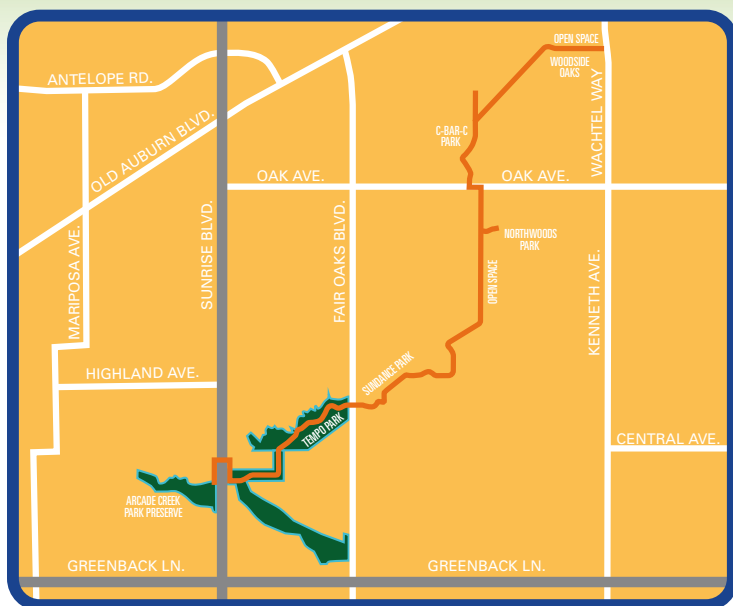 OPEN SPACE
WOODSIDE
OAKS
ANTELOPE RD.
WACHTEL WAY
OLD AUBURN BLVD.
C-BAR-C
PARK
OAK AVE.
OAK AVE.
MARIPOSA AVE.
SUNRISE BLVD.
FAIR OAKS BLVD.
NORTHWOODS
PARK
OPEN SPACE
KENNETH AVE.
HIGHLAND AVE.
SUNDANCE PARK
TEMPO PARK
CENTRAL AVE.
ARCADE CREEK
PARK PRESERVE
GREENBACK LN.
GREENBACK LN.